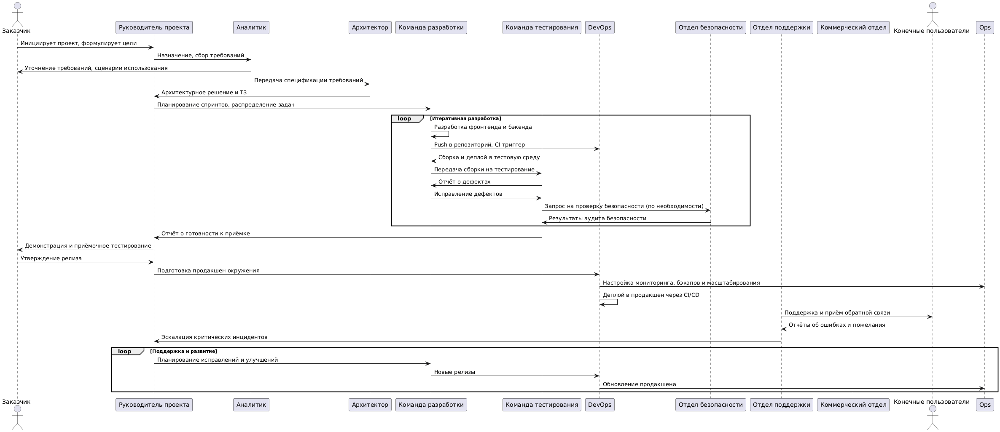 Заказчик
Руководитель проекта
Аналитик
Архитектор
Команда разработки
Команда тестирования
DevOps
Отдел безопасности
Отдел поддержки
Коммерческий отдел
Конечные пользователи
Ops
Инициирует проект, формулирует цели
Назначение, сбор требований
Уточнение требований, сценарии использования
Передача спецификации требований
Архитектурное решение и ТЗ
Планирование спринтов, распределение задач
loop
[Итеративная разработка]
Разработка фронтенда и бэкенда
Push в репозиторий, CI триггер
Сборка и деплой в тестовую среду
Передача сборки на тестирование
Отчёт о дефектах
Исправление дефектов
Запрос на проверку безопасности (по необходимости)
Результаты аудита безопасности
Отчёт о готовности к приёмке
Демонстрация и приёмочное тестирование
Утверждение релиза
Подготовка продакшен окружения
Настройка мониторинга, бэкапов и масштабирования
Деплой в продакшен через CI/CD
Поддержка и приём обратной связи
Отчёты об ошибках и пожелания
Эскалация критических инцидентов
loop
[Поддержка и развитие]
Планирование исправлений и улучшений
Новые релизы
Обновление продакшена
Заказчик
Руководитель проекта
Аналитик
Архитектор
Команда разработки
Команда тестирования
DevOps
Отдел безопасности
Отдел поддержки
Коммерческий отдел
Конечные пользователи
Ops